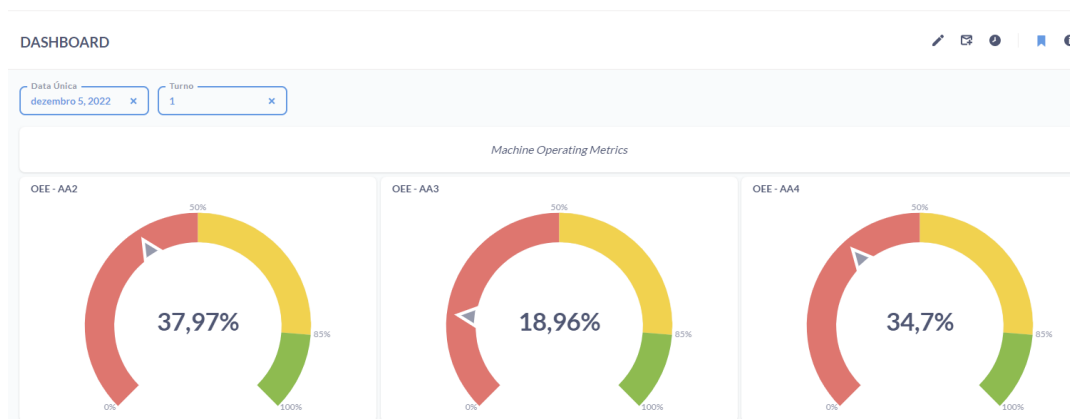 DASHBOARD
Data Única
dezembro 5, 2022
Turno
1
Machine Operating Metrics
OEE - AA2
50%
37,97%
85%
0%
100%
OEE - AA3
50%
18,96%
85%
0%
100%
OEE - AA4
50%
34,7%
85%
0%
100%